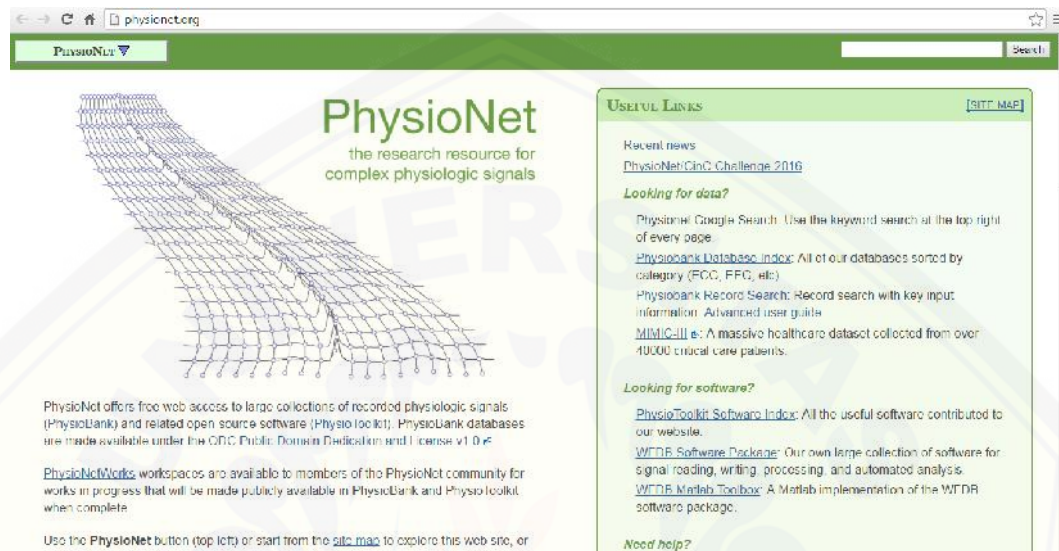 physionet.org
PhysioNet
Search
PhysioNet
the research resource for
complex physiologic signals
PhysioNet offers free web access to large collections of recorded physiologic signals
(PhysioBank) and related open source software (PhysioToolkit). PhysioBank databases
are made available under the ODC Public Domain Dedication and License v1.0
PhysioNetWorks workspaces are available to members of the PhysioNet community for
works in progress that will be made publicly available in PhysioBank and PhysioToolkit
when complete
Use the PhysioNet button (top left) or start from the site map to explore this web site, or
Useful Links
[SITE MAP]
Recent news
PhysioNet/CinC Challenge 2016
Looking for data?
Physionet Google Search: Use the keyword search at the top right
of every page
Physiobank Database Index: All of our databases sorted by
category (ECG, EEG, etc)
Physiobank Record Search: Record search with key input
information. Advanced user guide
MIMIC-III: A massive healthcare dataset collected from over
40000 critical care patients.
Looking for software?
PhysioToolkit Software Index: All the useful software contributed to
our website.
WFDB Software Package: Our own large collection of software for
signal reading, writing, processing, and automated analysis.
WFDB Matlab Toolbox: A Matlab implementation of the WFDB
software package.
Need help?